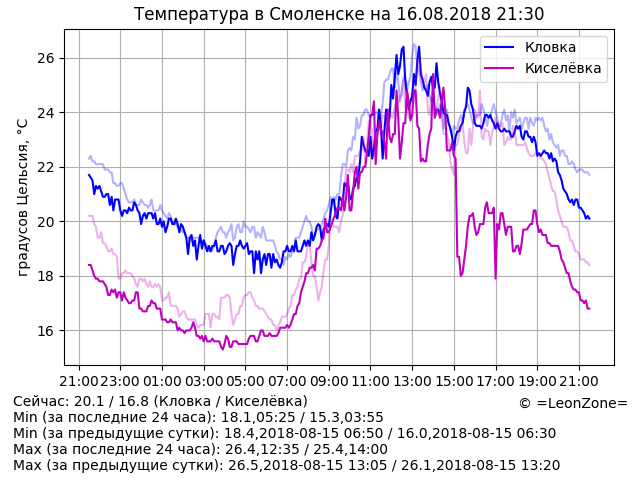 Температура в Смоленске на 16.08.2018 21:30
градусов Цельсия, °C
26
24
22
20
18
16
Кловка
Киселёвка
21:00 23:00 01:00 03:00 05:00 07:00 09:00 11:00 13:00 15:00 17:00 19:00 21:00
Сейчас: 20.1 / 16.8 (Кловка / Киселёвка)
© =LeonZone=
Min (за последние 24 часа): 18.1,05:25 / 15.3,03:55
Min (за предыдущие сутки): 18.4,2018-08-15 06:50 / 16.0,2018-08-15 06:30
Max (за последние 24 часа): 26.4,12:35 / 25.4,14:00
Max (за предыдущие сутки): 26.5,2018-08-15 13:05 / 26.1,2018-08-15 13:20